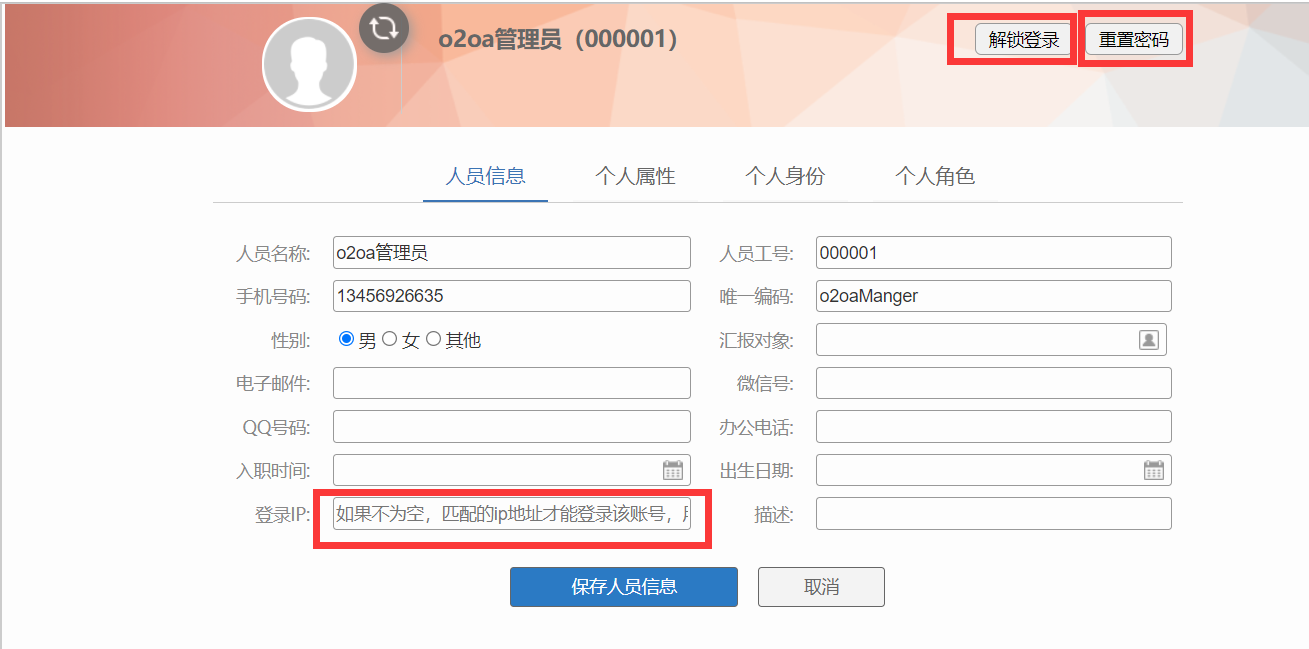 o2oa管理员（000001）
解锁登录 重置密码
人员信息 个人属性 个人身份 个人角色
人员名称: o2oa管理员 人员工号: 000001
手机号码: 13456926635 唯一编码: o2oaManger
性别: 男 女 其他 汇报对象:
电子邮件: 微信号:
QQ号码: 办公电话:
入职时间: 出生日期:
登录IP: 如果不为空，匹配的ip地址才能登录该账号， 描述:
保存人员信息 取消